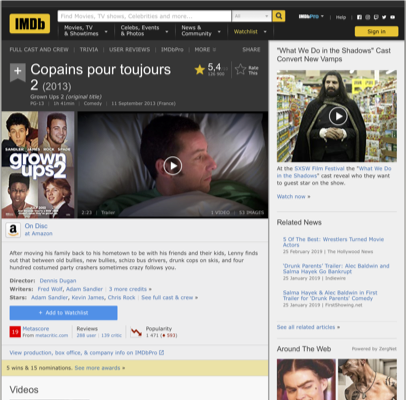 IMDb
Find Movies, TV shows, Celebrities and more...
All
IMDbPro
Help
Movies, TV & Showtimes
Celebs, Events & Photos
News & Community
Watchlist
Sign in
FULL CAST AND CREW | TRIVIA | USER REVIEWS | IMDbPro | MORE
SHARE
Copains pour toujours
2 (2013)
5,4
Rate This
Grown Ups 2 (original title)
PG-13 | 1h 41min | Comedy | 11 September 2013 (France)
SANDLER JAMES ROCK SPADE
grown
ups2
2:23 | Trailer
1 VIDEO | 33 IMAGES
On Disc
at Amazon
After moving his family back to his hometown to be with his friends and their kids, Lenny finds
out that between old bullies, new bullies, schizo bus drivers, drunk cops on skis, and four
hundred costumed party crashers sometimes crazy follows you.
Director: Dennis Dugan
Writers: Fred Wolf, Adam Sandler | 3 more credits »
Stars: Adam Sandler, Kevin James, Chris Rock | See full cast & crew »
+ Add to Watchlist
19
Metascore
From metacritic.com
Reviews
288 user | 139 critic
Popularity
1 471 (593)
View production, box office, & company info on IMDbPro
5 wins & 15 nominations. See more awards »
Videos
"What We Do in the Shadows" Cast
Convert New Vamps
At the SXSW Film Festival the "What We Do
in the Shadows" cast reveal who they want
to guest star on the show.
Watch now »
Related News
5 Of The Best: Wrestlers Turned Movie
Actors
25 February 2019 | The Hollywood News
'Drunk Parents' Trailer: Alec Baldwin and
Salma Hayek Go Bankrupt
25 January 2019 | Indiewire
Salma Hayek & Alec Baldwin in First
Trailer for 'Drunk Parents' Comedy
25 January 2019 | FirstShowing.net
See all related articles »
Around The Web
Powered by ZergNet